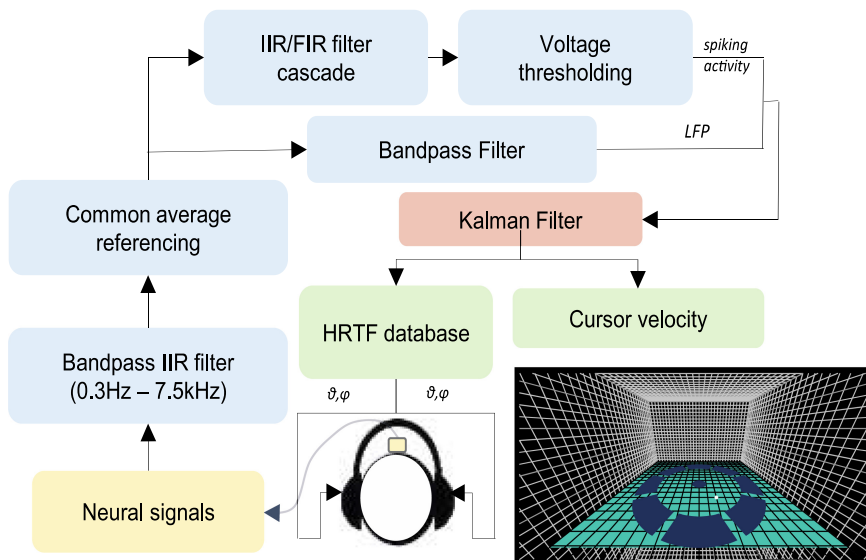 IIR/FIR filter
cascade
Voltage
thresholding
spiking
activity
Bandpass Filter
LFP
Common average
referencing
Kalman Filter
HRTF database
Cursor velocity
Bandpass IIR filter
(0.3Hz – 7.5kHz)
ϑ,φ
ϑ,φ
Neural signals